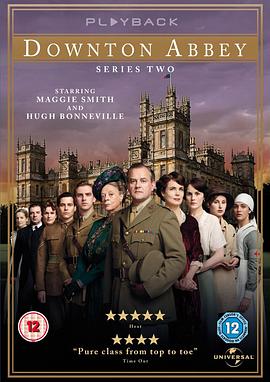 PLAYBACK
DOWNTON ABBEY
SERIES TWO
STARRING
MAGGIE SMITH
AND
HUGH BONNEVILLE
★★★★★
Heat
★★★★
"Pure class from top to toe"
Time Out
12
12
UNIVERSAL